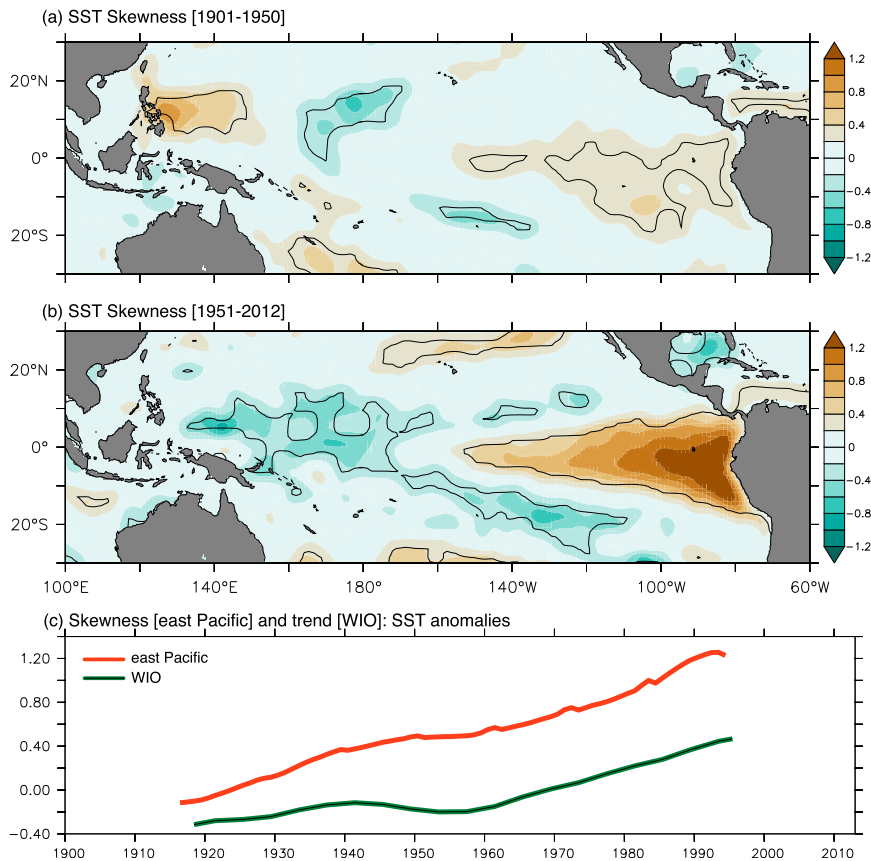 (a) SST Skewness [1901-1950]
20°N
0°
20°S
1.2
0.8
0.4
0
−0.4
−0.8
−1.2
(b) SST Skewness [1951-2012]
20°N
0°
20°S
1.2
0.8
0.4
0
−0.4
−0.8
−1.2
100°E 140°E 180° 140°W 100°W 60°W
(c) Skewness [east Pacific] and trend [WIO]: SST anomalies
1.20
0.80
0.40
0.00
−0.40
east Pacific
WIO
1900 1910 1920 1930 1940 1950 1960 1970 1980 1990 2000 2010